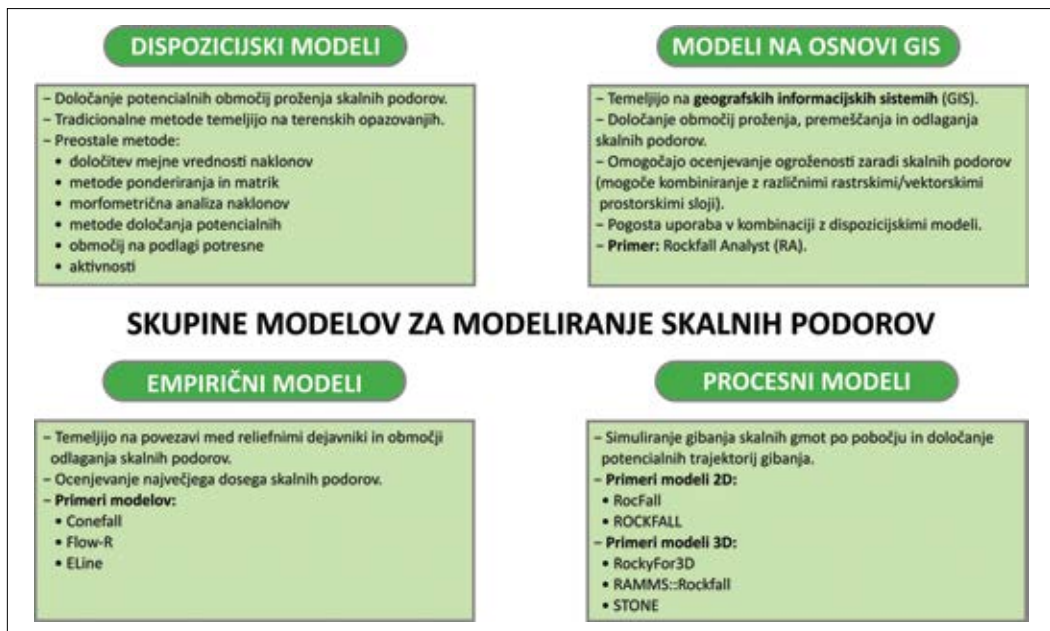 DISPOZICIJSKI MODELI
– Določanje potencialnih območij proženja skalnih podorov.
– Tradicionalne metode temeljijo na terenskih opazovanjih.
– Preostale metode:
• določitev mejne vrednosti naklonov
• metode ponderiranja in matrik
• morfometrična analiza naklonov
• metode določanja potencialnih
• območij na podlagi potresne
• aktivnosti
MODELI NA OSNOVI GIS
– Temeljijo na geografskih informacijskih sistemih (GIS).
– Določanje območij proženja, premeščanja in odlaganja
skalnih podorov.
– Omogočajo ocenjevanje ogroženosti zaradi skalnih podorov
(mogoče kombiniranje z različnimi rastrskimi/vektorskimi
prostorskimi sloji).
– Pogosta uporaba v kombinaciji z dispozicijskimi modeli.
– Primer: Rockfall Analyst (RA).
SKUPINE MODELOV ZA MODELIRANJE SKALNIH PODOROV
EMPIRIČNI MODELI
– Temeljijo na povezavi med reliefnimi dejavniki in območji
odlaganja skalnih podorov.
– Ocenjevanje največjega dosega skalnih podorov.
– Primeri modelov:
• Conefall
• Flow-R
• ELine
PROCESNI MODELI
– Simuliranje gibanja skalnih gmot po pobočju in določanje
potencialnih trajektorij gibanja.
– Primeri modeli 2D:
• RocFall
• ROCKFALL
– Primeri modeli 3D:
• RockyFor3D
• RAMMS::Rockfall
• STONE